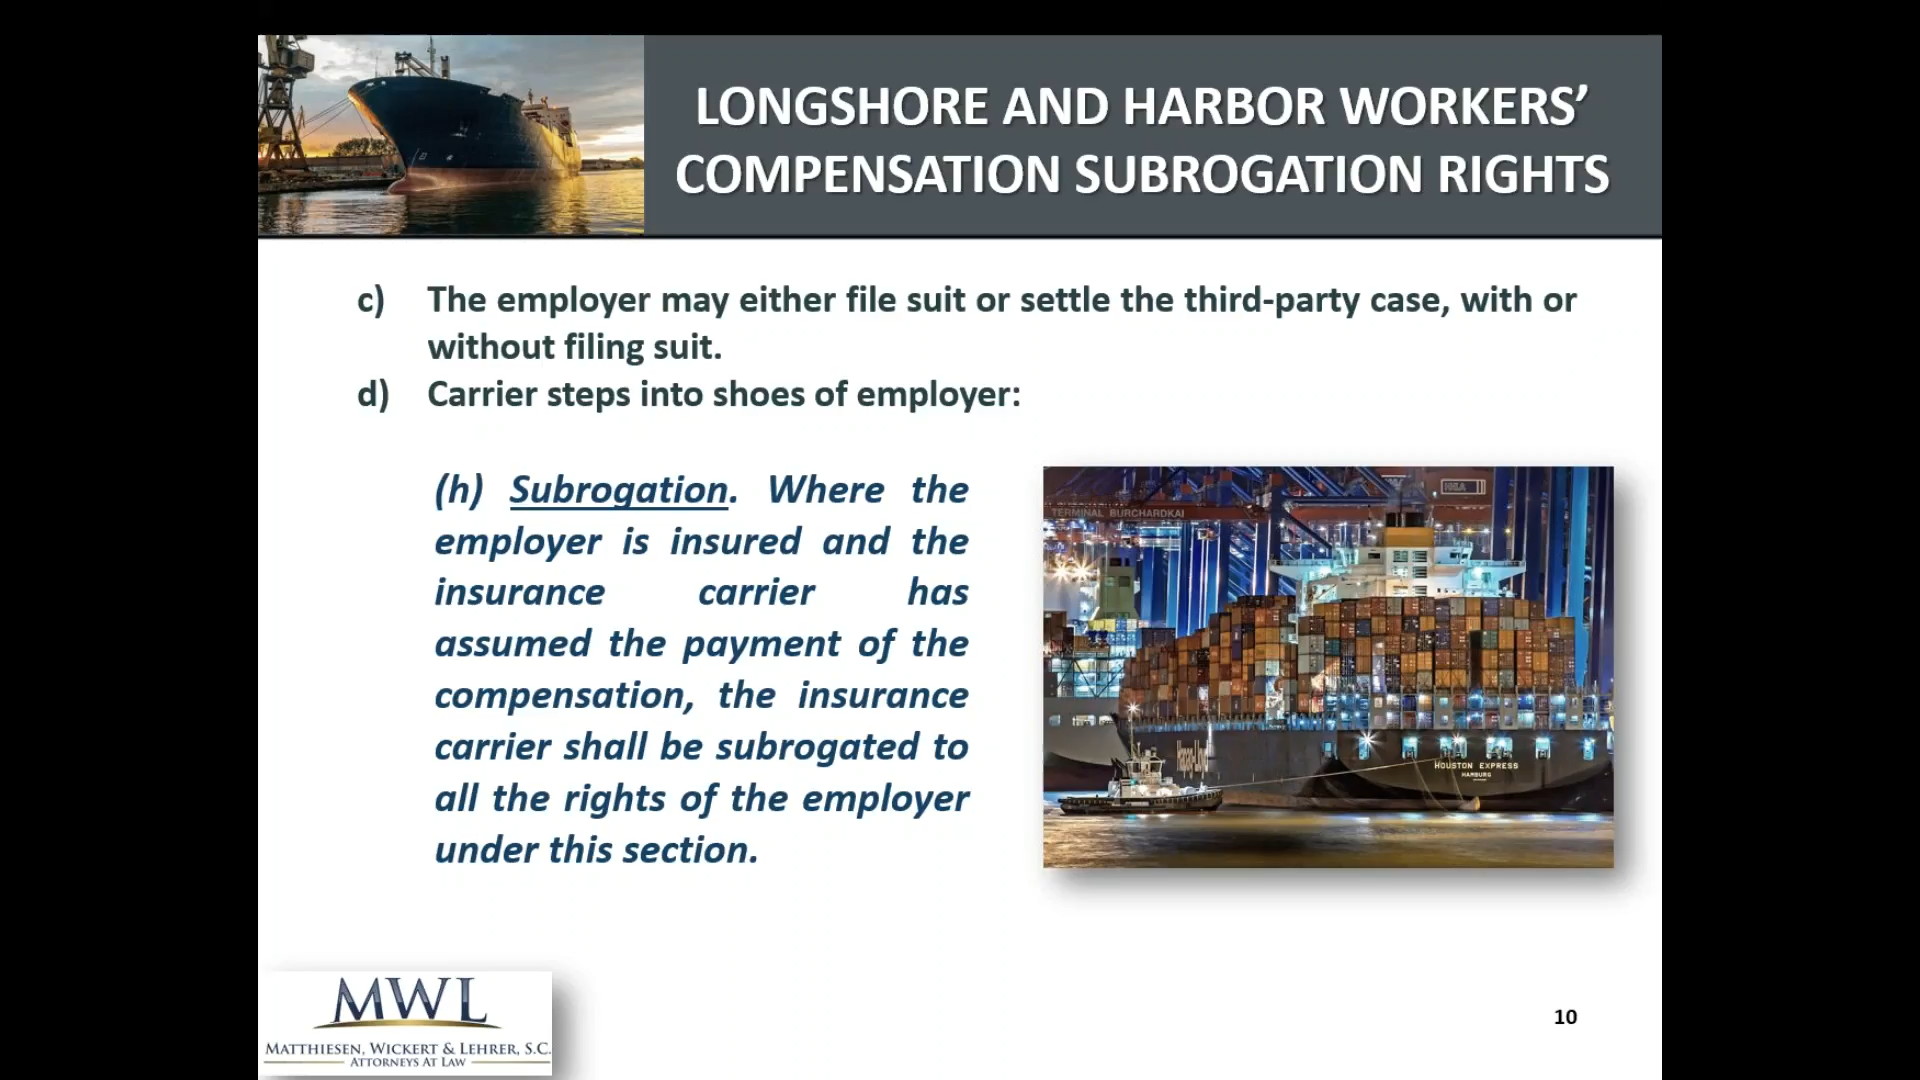 LONGSHORE AND HARBOR WORKERS’
COMPENSATION SUBROGATION RIGHTS
c) The employer may either file suit or settle the third-party case, with or
without filing suit.
d) Carrier steps into shoes of employer:
(h) Subrogation. Where the
employer is insured and the
insurance carrier has
assumed the payment of the
compensation, the insurance
carrier shall be subrogated to
all the rights of the employer
under this section.
TERMINAL BURCHARDKAI
HHLA
Hapag-Lloyd
HOUSTON EXPRESS
HAMBURG
MWL
MATTHIESEN, WICKERT & LEHRER, S.C.
ATTORNEYS AT LAW
10